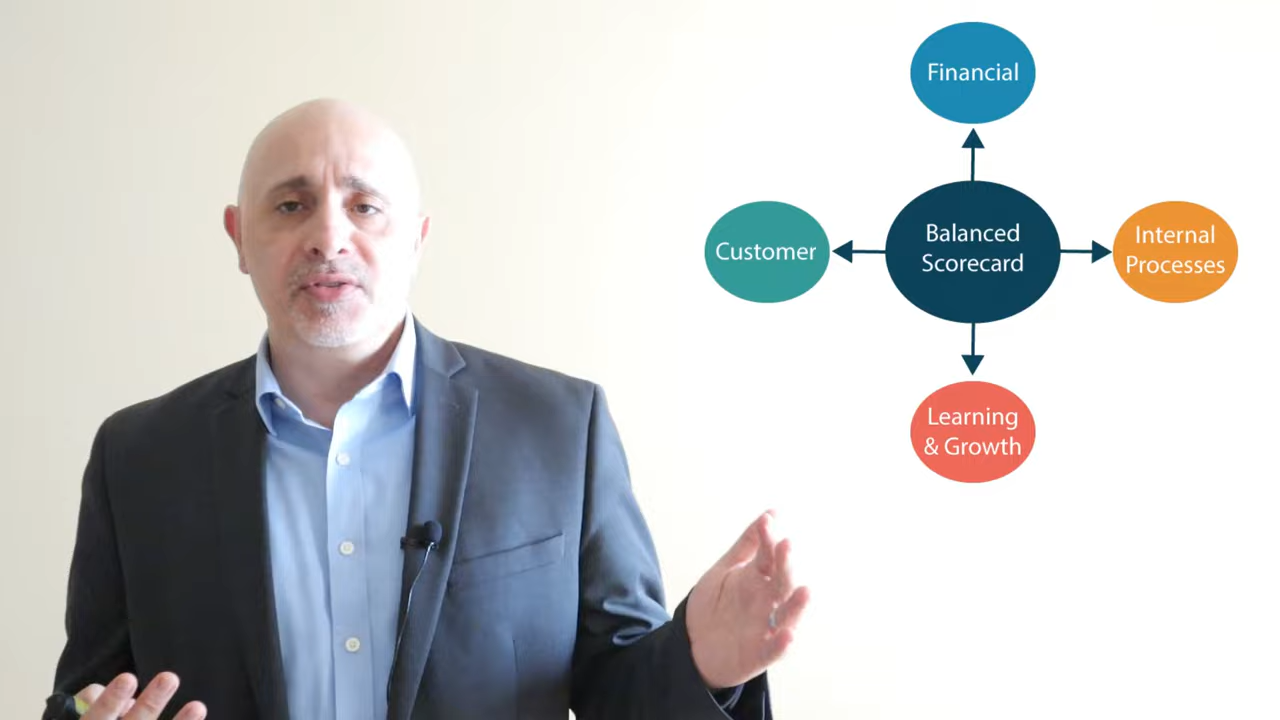 Financial
Customer
Balanced
Scorecard
Internal
Processes
Learning
& Growth